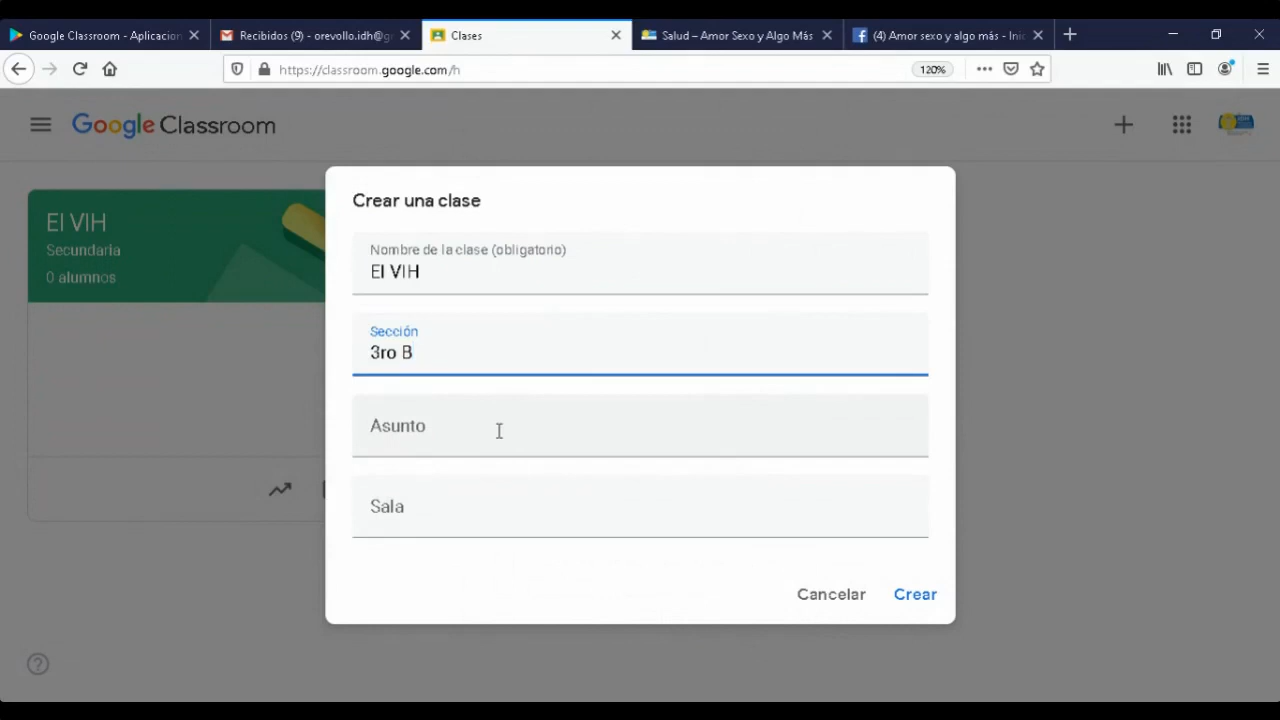 Google Classroom - Aplicacion
Recibidos (9) - orevollo.idh@g
Clases
Salud – Amor Sexo y Algo Más
(4) Amor sexo y algo más - Inic
https://classroom.google.com/h
120%
Google Classroom
El VIH
Secundaria
0 alumnos
Crear una clase
Nombre de la clase (obligatorio)
El VIH
Sección
3ro B
Asunto
Sala
Cancelar
Crear